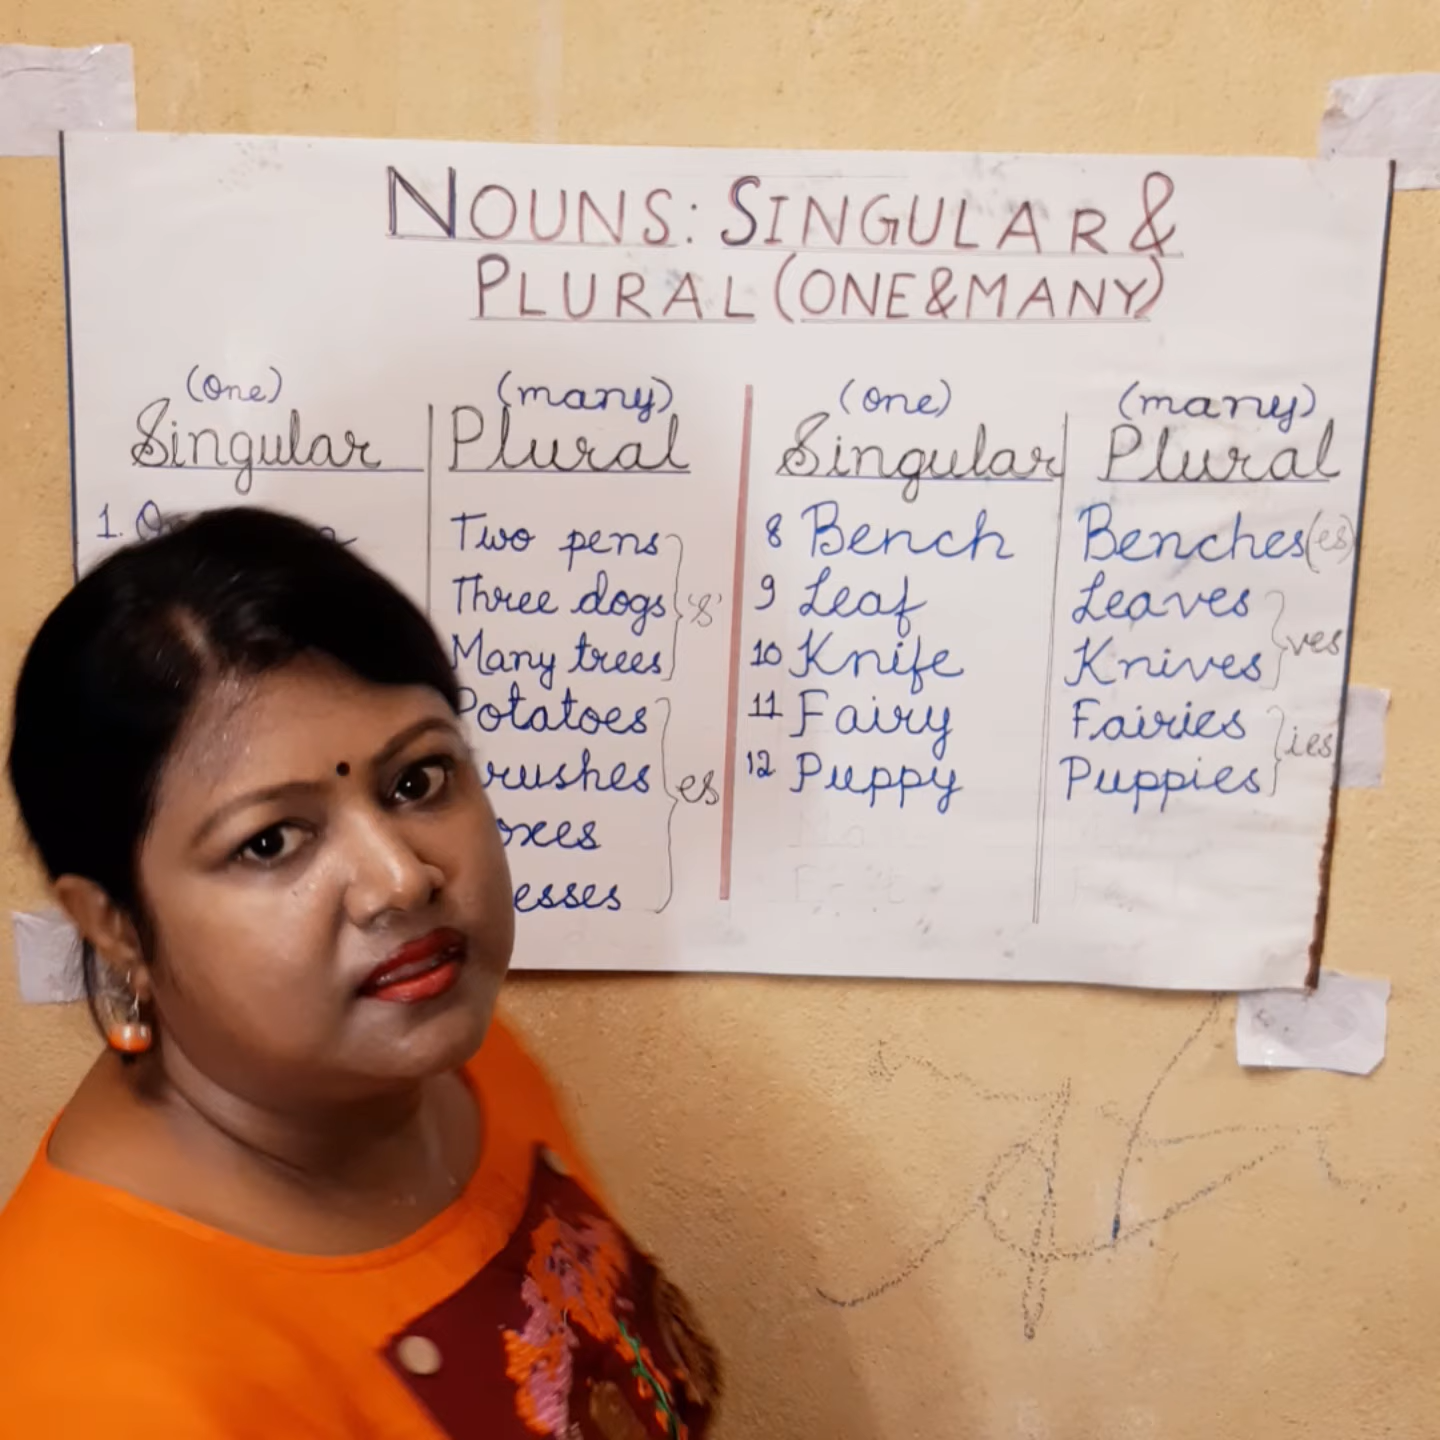 NOUNS: SINGULAR &
PLURAL (ONE & MANY)
(One)
Singular
(many)
Plural
1.
Two pens
Three dogs
Many trees
's'
Potatoes
es
(one)
Singular
(many)
Plural
8 Bench Benches (es)
9 Leaf Leaves
10 Knife Knives
ves
11 Fairy Fairies
12 Puppy Puppies
ies